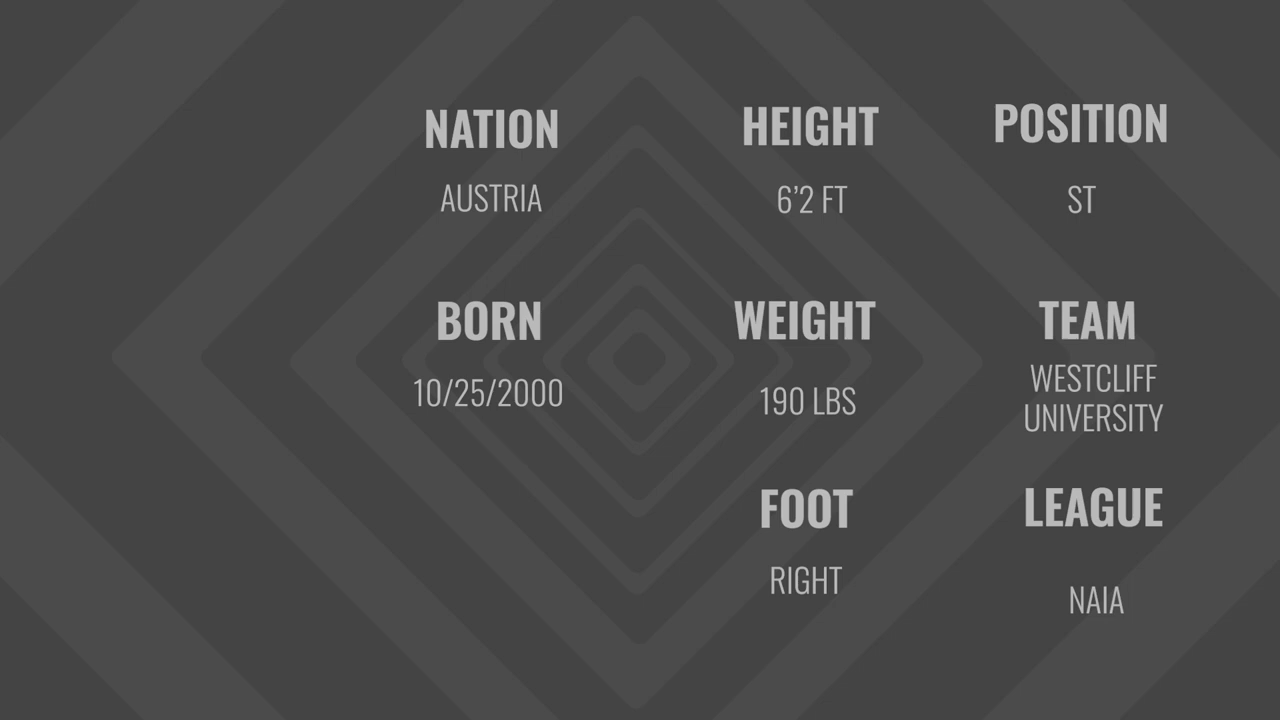 NATION
AUSTRIA
HEIGHT
6’2 FT
POSITION
ST
BORN
10/25/2000
WEIGHT
190 LBS
TEAM
WESTCLIFF
UNIVERSITY
FOOT
RIGHT
LEAGUE
NAIA